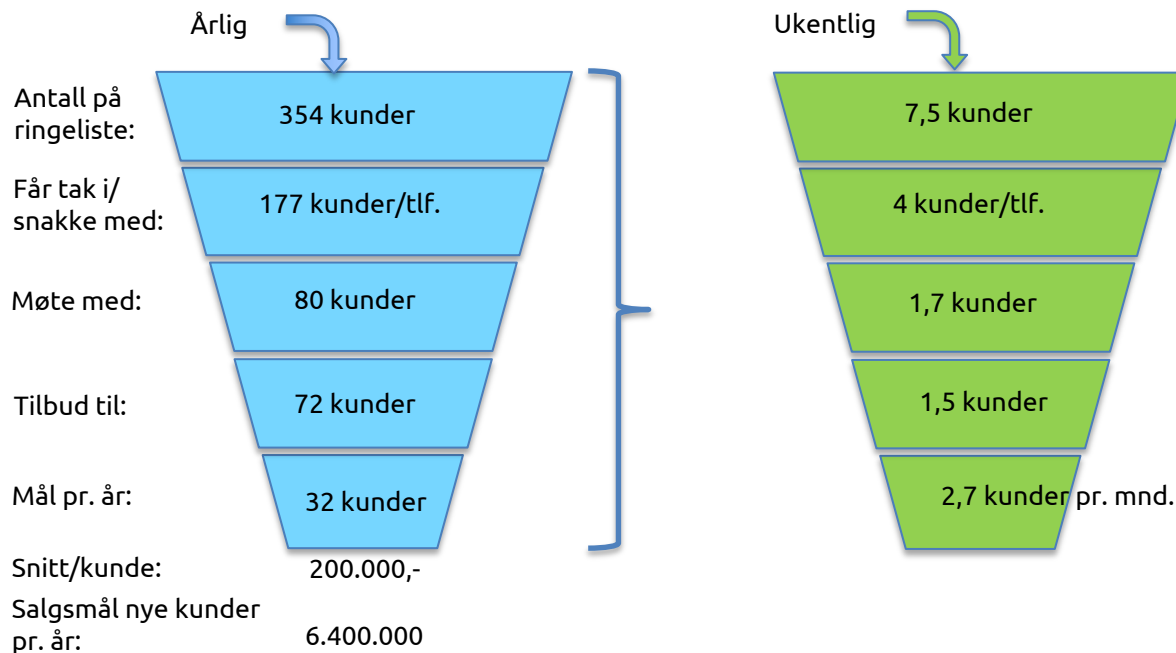 Årlig
Ukentlig
Antall på
ringeliste:
354 kunder
7,5 kunder
Får tak i/
snakke med:
177 kunder/tlf.
4 kunder/tlf.
Møte med:
80 kunder
1,7 kunder
Tilbud til:
72 kunder
1,5 kunder
Mål pr. år:
32 kunder
2,7 kunder pr. mnd.
Snitt/kunde:
200.000,-
Salgsmål nye kunder
pr. år:
6.400.000